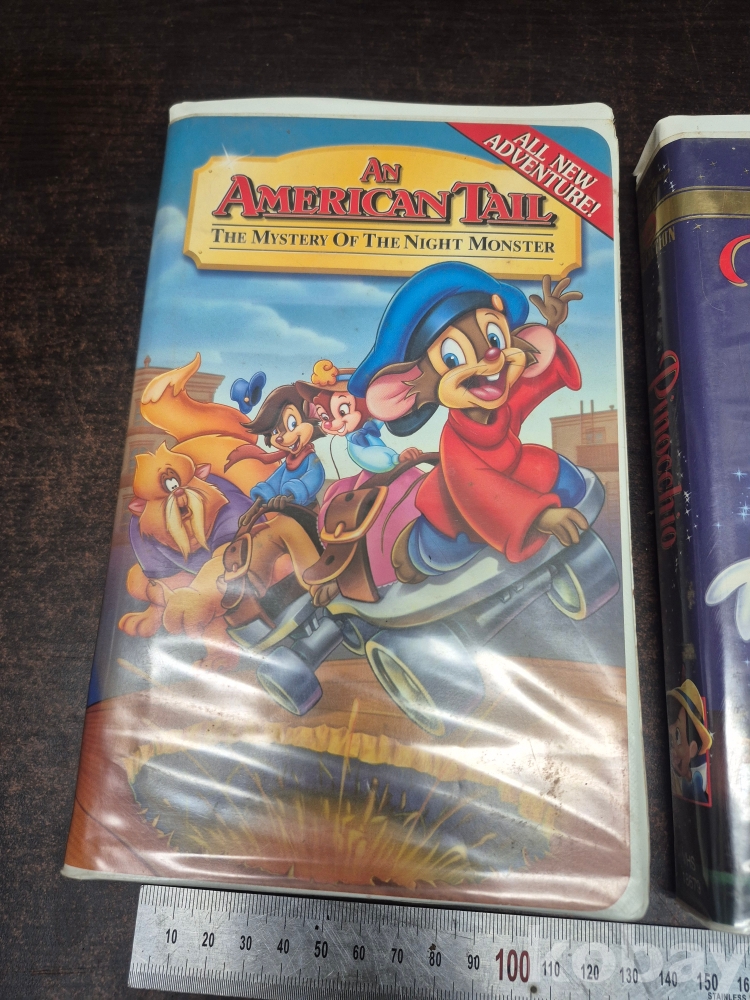 ALL NEW
ADVENTURE!
AN
AMERICAN TAIL
THE MYSTERY OF THE NIGHT MONSTER
Pinocchio
10 20 30 40 50 60 70 80 90 100 110 120 130 140 150
kobay